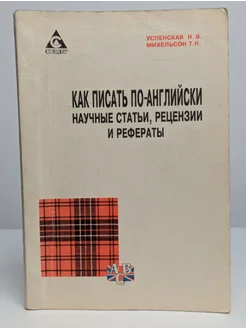 УСПЕНСКАЯ Н. В.
МИХЕЛЬСОН Т. Н.
КАК ПИСАТЬ ПО-АНГЛИЙСКИ
НАУЧНЫЕ СТАТЬИ, РЕЦЕНЗИИ
И РЕФЕРАТЫ